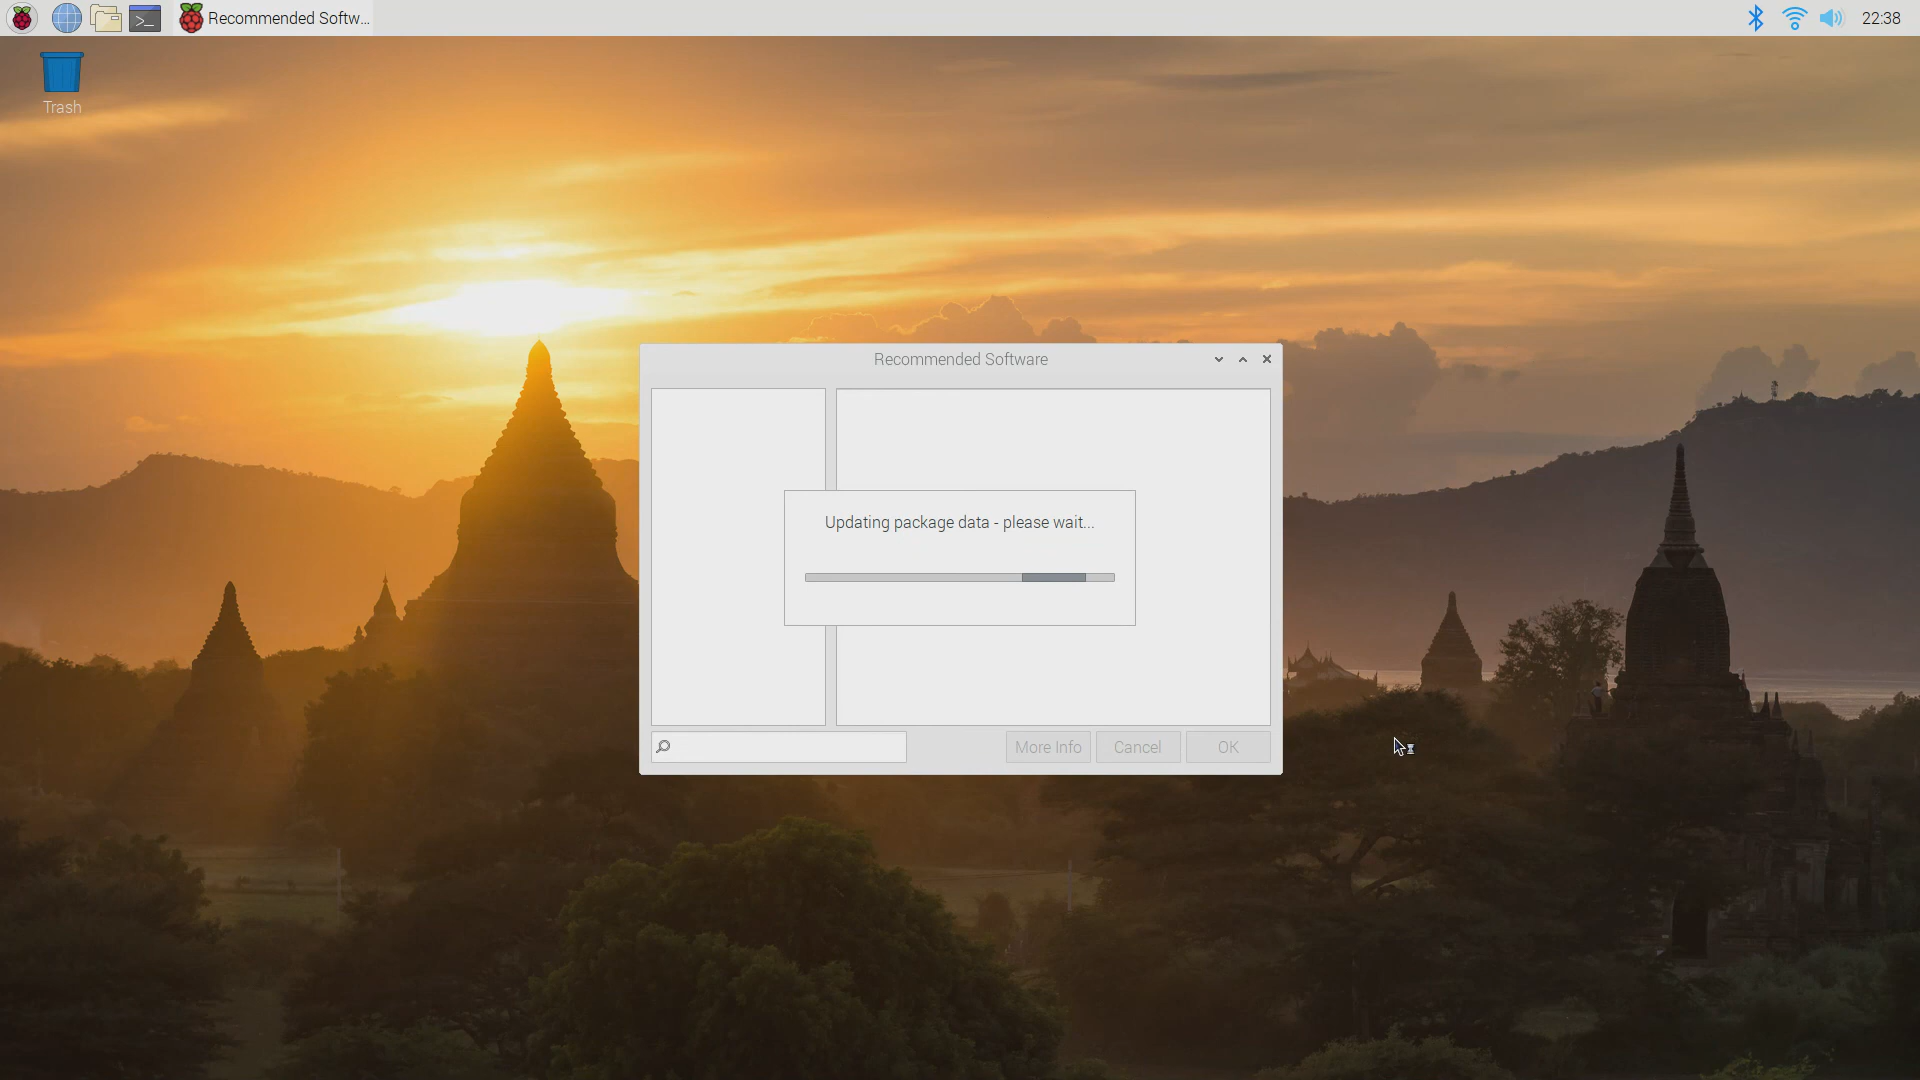 Recommended Softw...
22:38
Trash
Recommended Software
Updating package data - please wait...
More Info
Cancel
OK